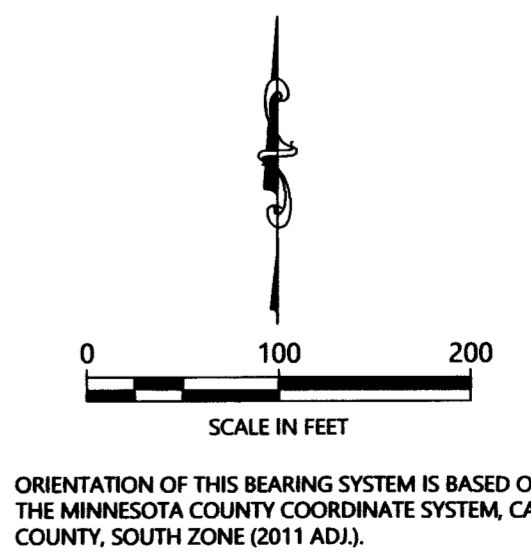 0 100 200
SCALE IN FEET
ORIENTATION OF THIS BEARING SYSTEM IS BASED
THE MINNESOTA COUNTY COORDINATE SYSTEM,
COUNTY, SOUTH ZONE (2011 ADJ.).